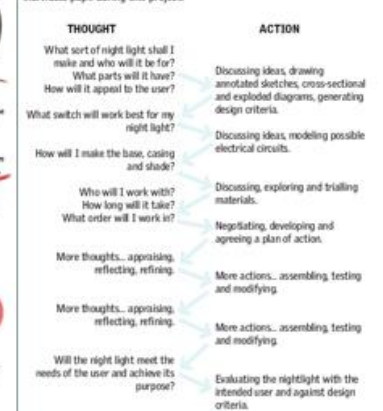 THOUGHT
ACTION
What sort of night light shall I
make and who will it be for?
What parts will it have?
How will it appeal to the user?
Discussing ideas, drawing
annotated sketches, cross-sectional
and exploded diagrams, generating
design criteria.
What switch will work best for my
night light?
Discussing ideas, modeling possible
electrical circuits.
How will I make the base, casing
and shade?
Discussing, exploring and trialling
materials.
Who will I work with?
How long will it take?
What order will I work in?
Negotiating, developing and
agreeing a plan of action.
More thoughts... appraising,
reflecting, refining.
More actions... assembling, testing
and modifying.
More thoughts... appraising,
reflecting, refining.
More actions... assembling, testing
and modifying.
Will the night light meet the
needs of the user and achieve its
purpose?
Evaluating the nightlight with the
intended user and against design
criteria.